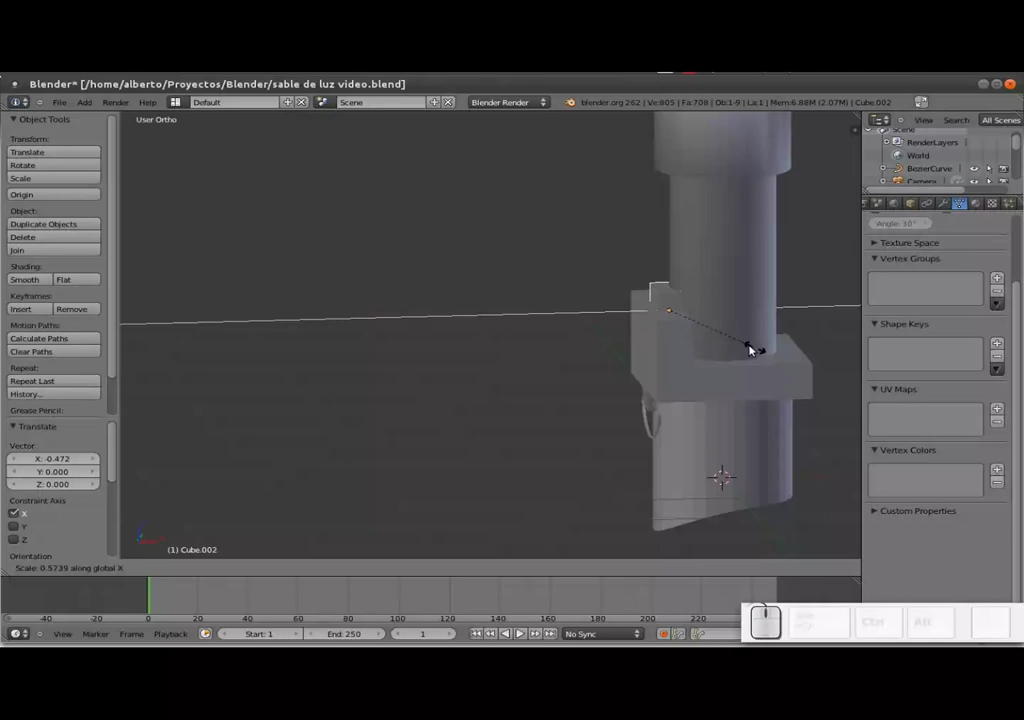 Blender* [/home/alberto/Proyectos/Blender/sable de luz video.blend]
File Add Render Help Default Scene Blender Render blender.org 262 | Ve:805 | Fa:708 | Ob:1-9 | La:1 | Mem:6.88M (2.07M) | Cube.002
Object Tools
User Ortho
View Search All Scenes
Scene
RenderLayers
World
BezierCurve
Camera
Transform:
Translate
Rotate
Scale
Origin
Object:
Duplicate Objects
Delete
Join
Shading:
Smooth Flat
Keyframes:
Insert Remove
Motion Paths:
Calculate Paths
Clear Paths
Repeat:
Repeat Last
History...
Grease Pencil:
Translate
Vector:
X: -0.472
Y: 0.000
Z: 0.000
Constraint Axis
X
Y
Z
Orientation
Angle: 30°
Texture Space
Vertex Groups
Shape Keys
UV Maps
Vertex Colors
Custom Properties
(1) Cube.002
Scale: 0.5739 along global X
-40 -20 0 20 40 60 80 100 120 140 160 180 200 220
View Marker Frame Playback Start: 1 End: 250 1 No Sync
Ctrl Alt